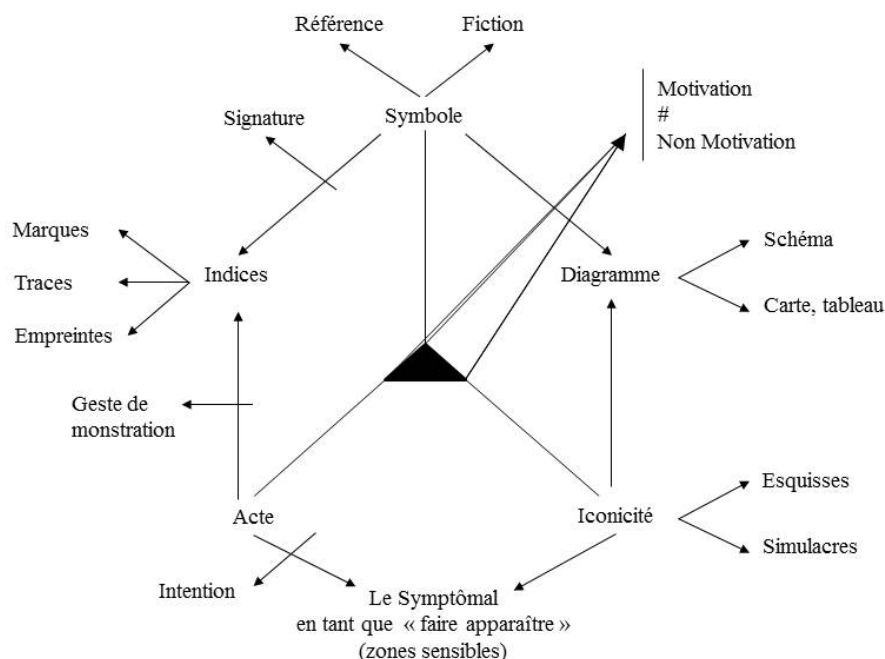 Référence
Fiction
Signature
Symbole
Motivation
#
Non Motivation
Marques
Traces
Empreintes
Indices
Diagramme
Schéma
Carte, tableau
Geste de
monstration
Acte
Iconicité
Esquisses
Simulacres
Intention
Le Symptômal
en tant que « faire apparaître »
(zones sensibles)